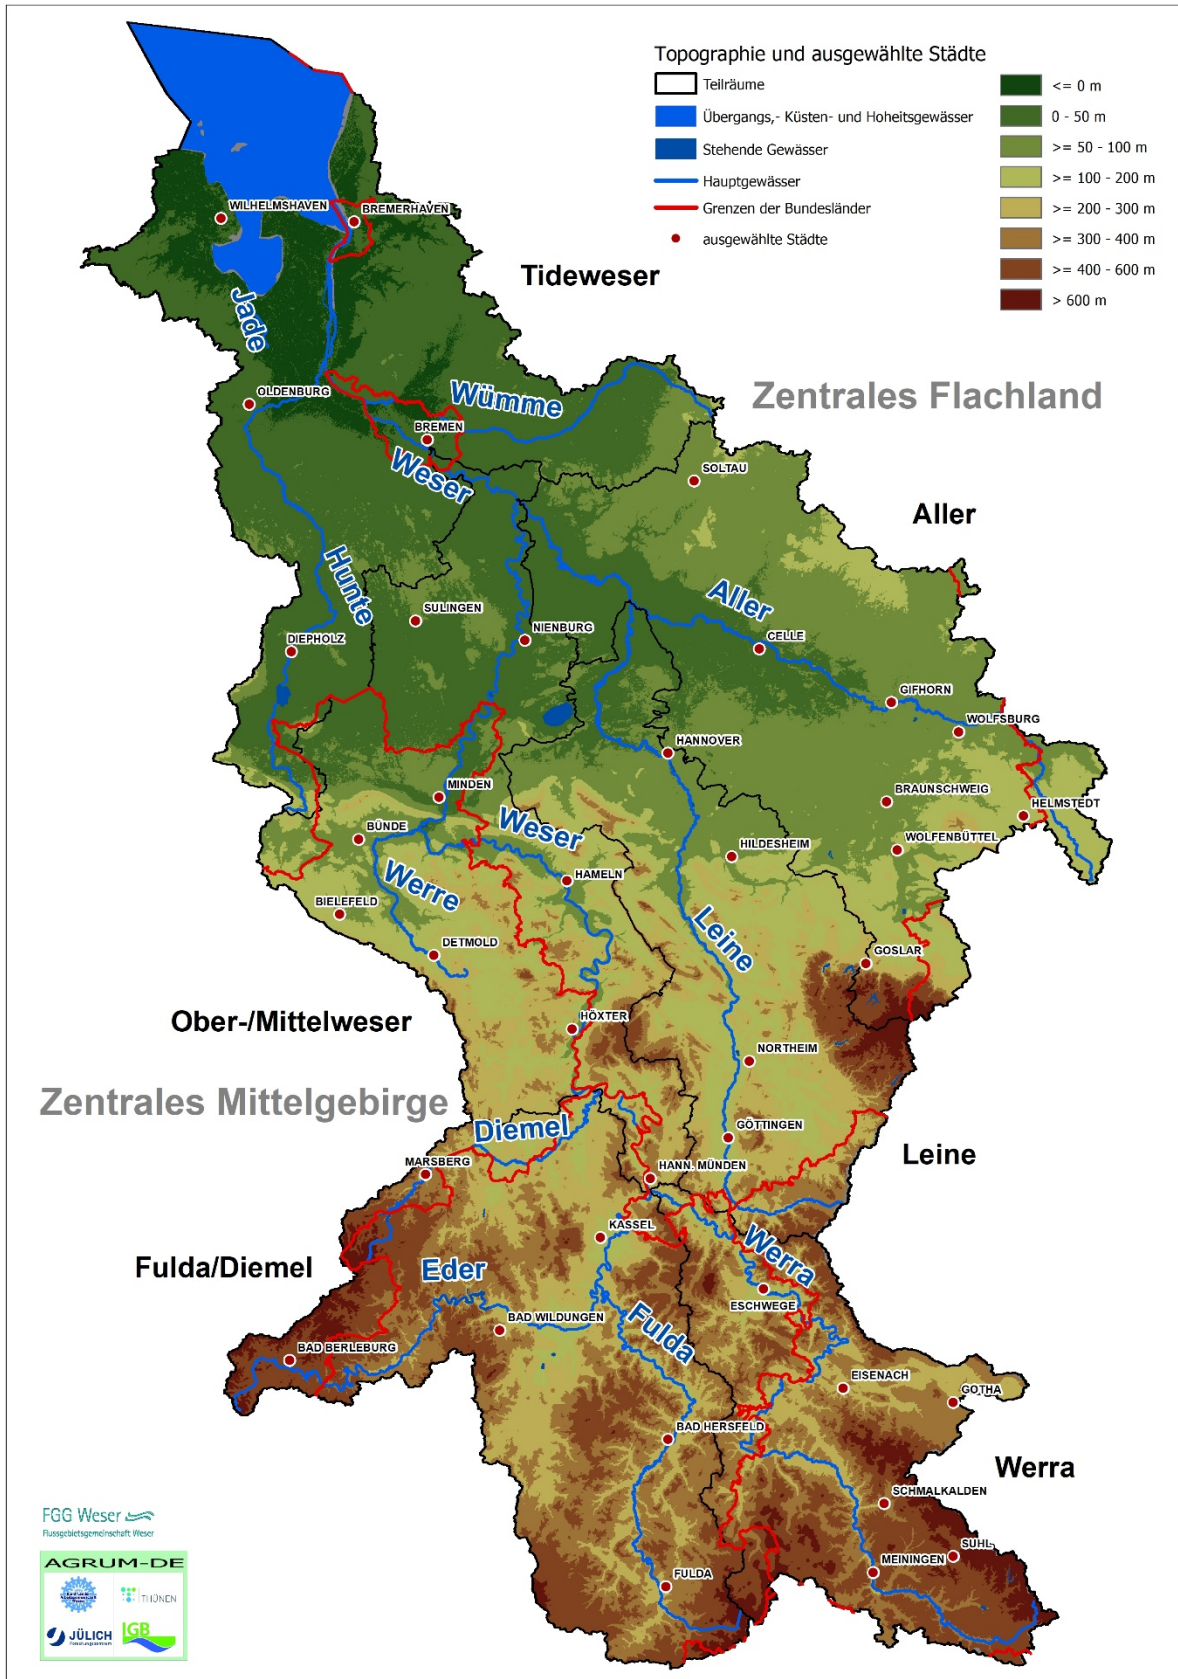 Topographie und ausgewählte Städte
Teilräume
Übergangs,- Küsten- und Hoheitsgewässer
Stehende Gewässer
Hauptgewässer
Grenzen der Bundesländer
ausgewählte Städte
<= 0 m
0 - 50 m
>= 50 - 100 m
>= 100 - 200 m
>= 200 - 300 m
>= 300 - 400 m
>= 400 - 600 m
> 600 m
WILHELMSHAVEN
BREMERHAVEN
Tideweser
Jade
OLDENBURG
Wümme
Zentrales Flachland
BREMEN
Weser
SOLTAU
Aller
Hunte
Aller
SULINGEN
NIENBURG
CELLE
DIEPHOLZ
GIFHORN
WOLFSBURG
HANNOVER
MINDEN
BRAUNSCHWEIG
HELMSTEDT
BÜNDE
Weser
HILDESHEIM
WOLFENBÜTTEL
Werre
HAMELN
BIELEFELD
Leine
DETMOLD
GOSLAR
Ober-/Mittelweser
HÖXTER
NORTHEIM
Zentrales Mittelgebirge
Diemel
GÖTTINGEN
Leine
MARSBERG
HANN. MÜNDEN
KASSEL
Werra
Fulda/Diemel
Eder
ESCHWEGE
BAD WILDUNGEN
Fulda
BAD BERLEBURG
EISENACH
GOTHA
BAD HERSFELD
Werra
SCHMALKALDEN
SUHL
MEININGEN
FULDA
FGG Weser
Flussgebietsgemeinschaft Weser
AGRUM-DE
THÜNEN
JÜLICH
Forschungszentrum
IGB